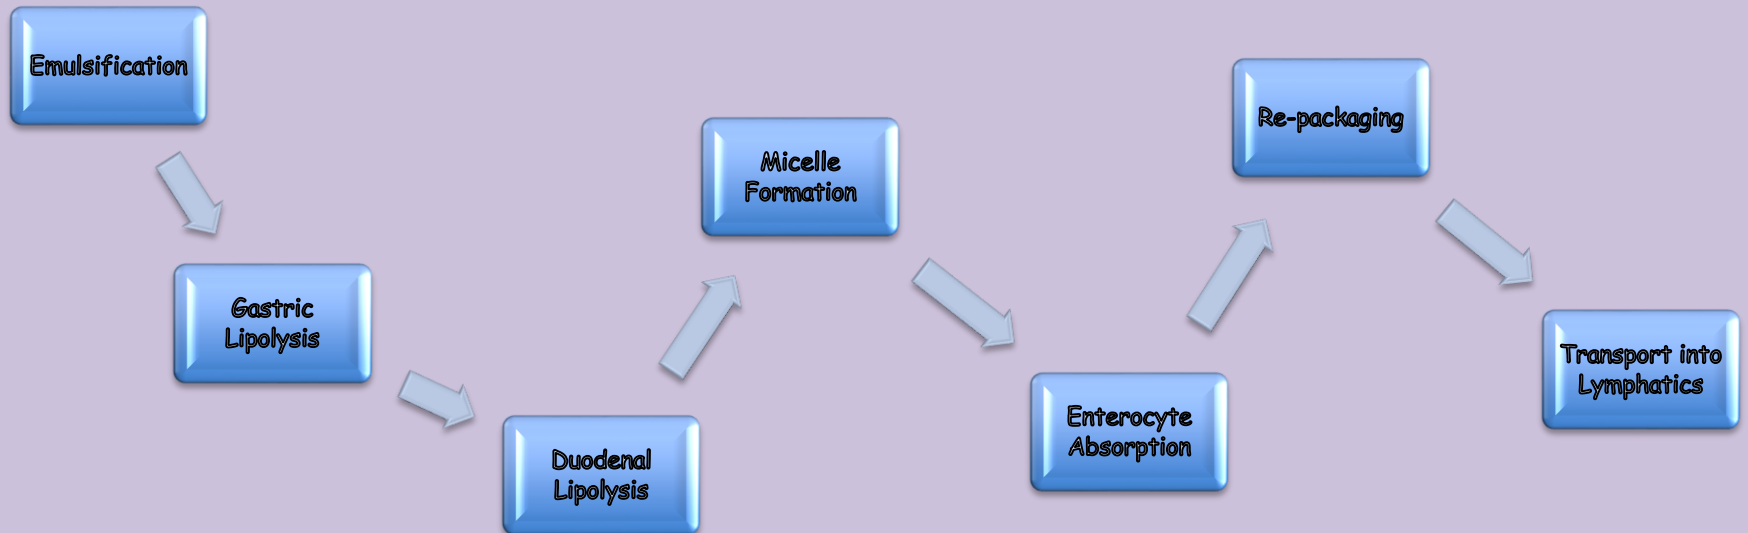 Emulsification
Gastric
Lipolysis
Duodenal
Lipolysis
Micelle
Formation
Enterocyte
Absorption
Re-packaging
Transport into
Lymphatics